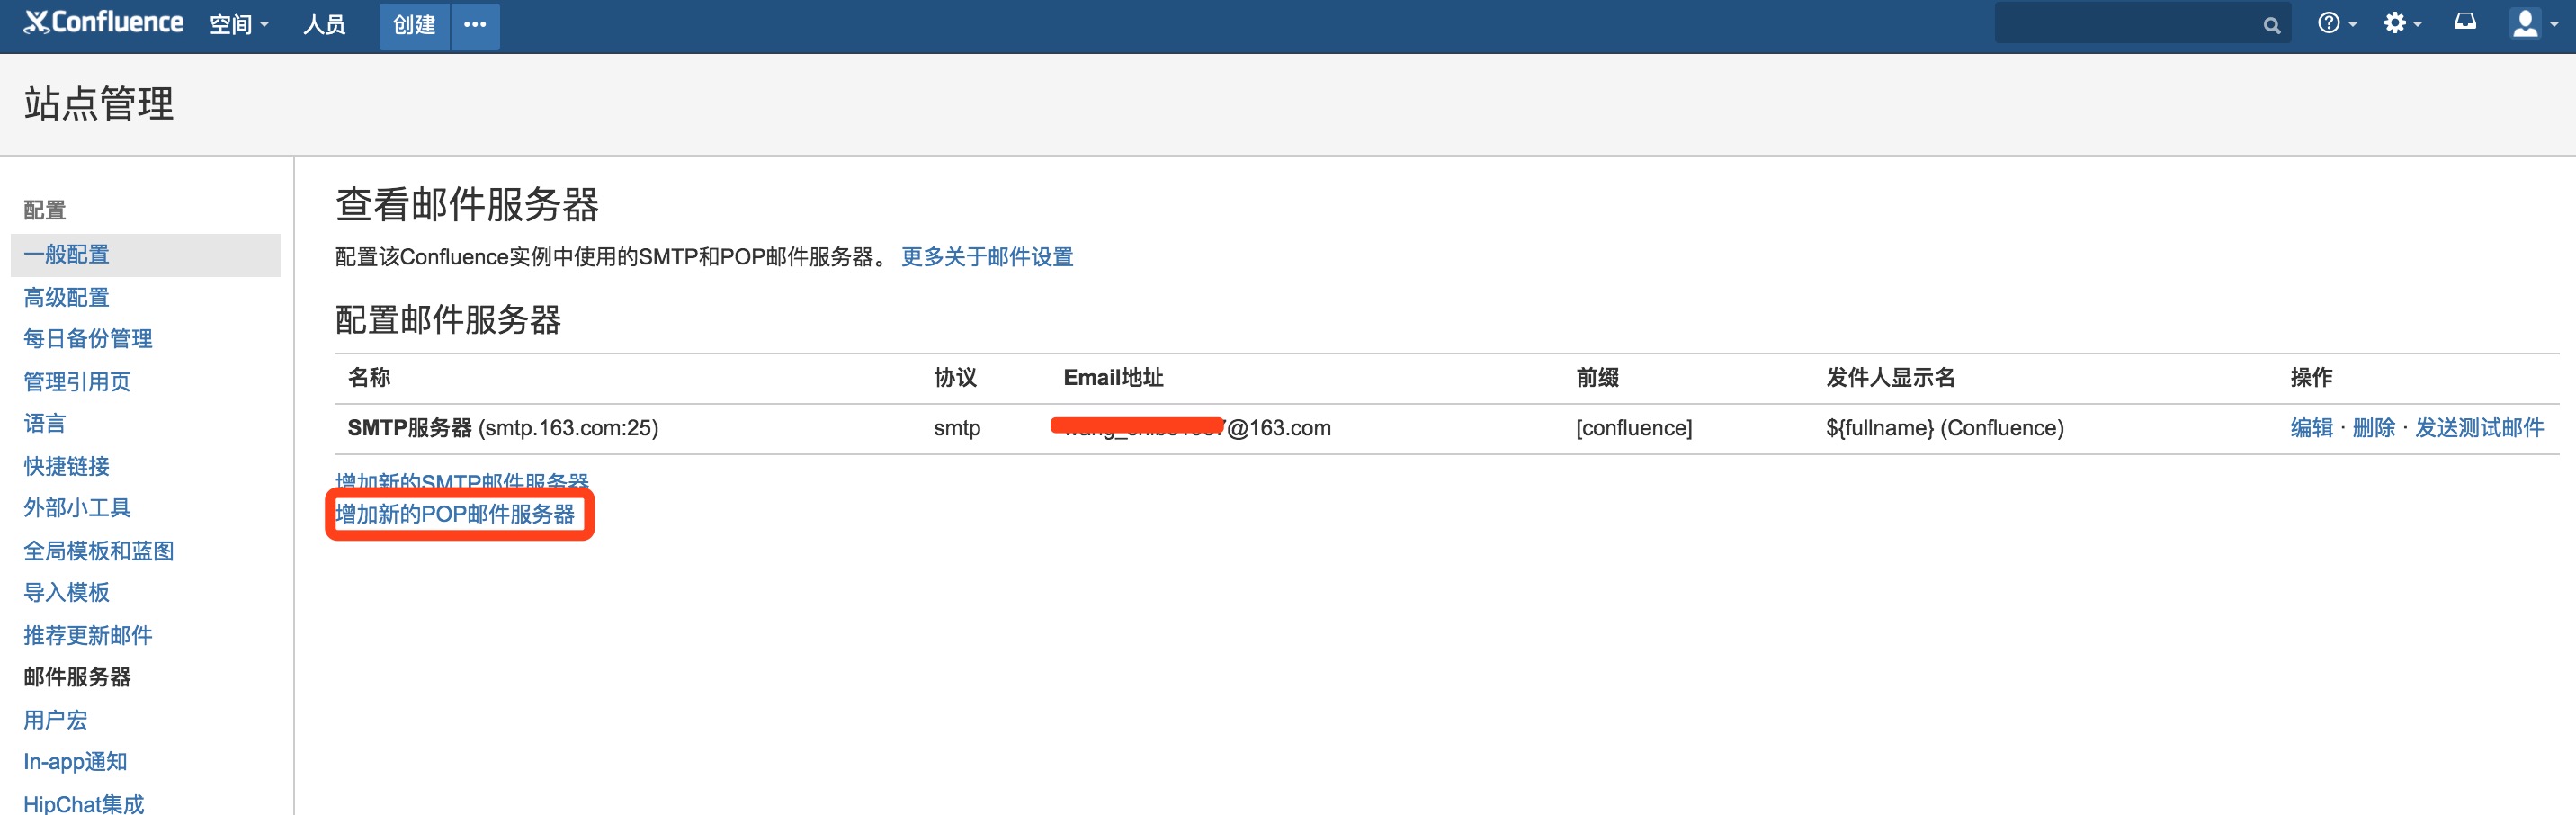 Confluence 空间 人员 创建 •••
站点管理
配置
一般配置
高级配置
每日备份管理
管理引用页
语言
快捷链接
外部小工具
全局模板和蓝图
导入模板
推荐更新邮件
邮件服务器
用户宏
In-app通知
HipChat集成
查看邮件服务器
配置该Confluence实例中使用的SMTP和POP邮件服务器。 更多关于邮件设置
配置邮件服务器
名称 协议 Email地址 前缀 发件人显示名 操作
SMTP服务器 (smtp.163.com:25) smtp @163.com [confluence] ${fullname} (Confluence) 编辑 · 删除 · 发送测试邮件
增加新的SMTP邮件服务器
增加新的POP邮件服务器